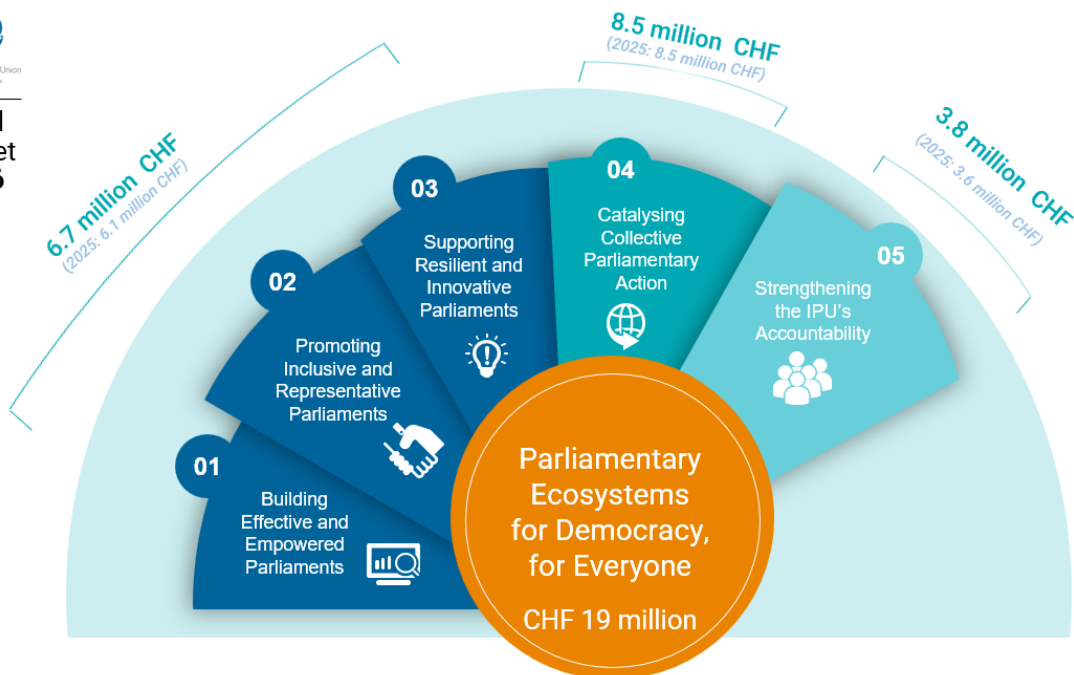 Union
et
6.7 million CHF
(2025: 6.1 million CHF)
8.5 million CHF
(2025: 8.5 million CHF)
3.8 million CHF
(2025: 3.6 million CHF)
01
Building
Effective and
Empowered
Parliaments
02
Promoting
Inclusive and
Representative
Parliaments
03
Supporting
Resilient and
Innovative
Parliaments
04
Catalysing
Collective
Parliamentary
Action
05
Strengthening
the IPU's
Accountability
Parliamentary
Ecosystems
for Democracy,
for Everyone
CHF 19 million